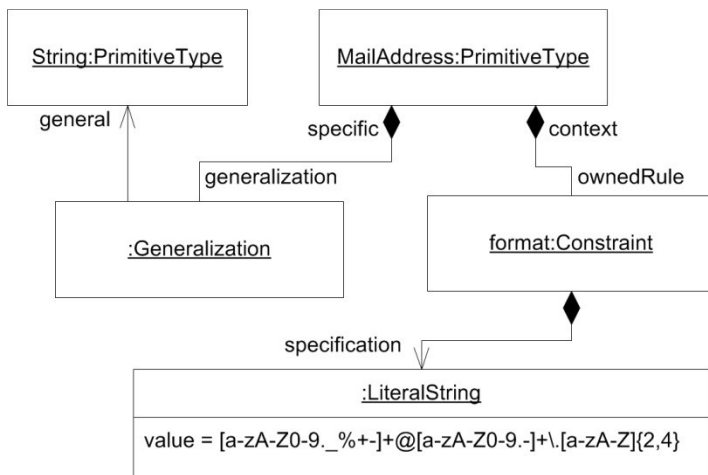 String:PrimitiveType
MailAddress:PrimitiveType
general
specific
context
generalization
ownedRule
:Generalization
format:Constraint
specification
:LiteralString
value = [a-zA-Z0-9._%+-]+@[a-zA-Z0-9.-]+\.[a-zA-Z]{2,4}